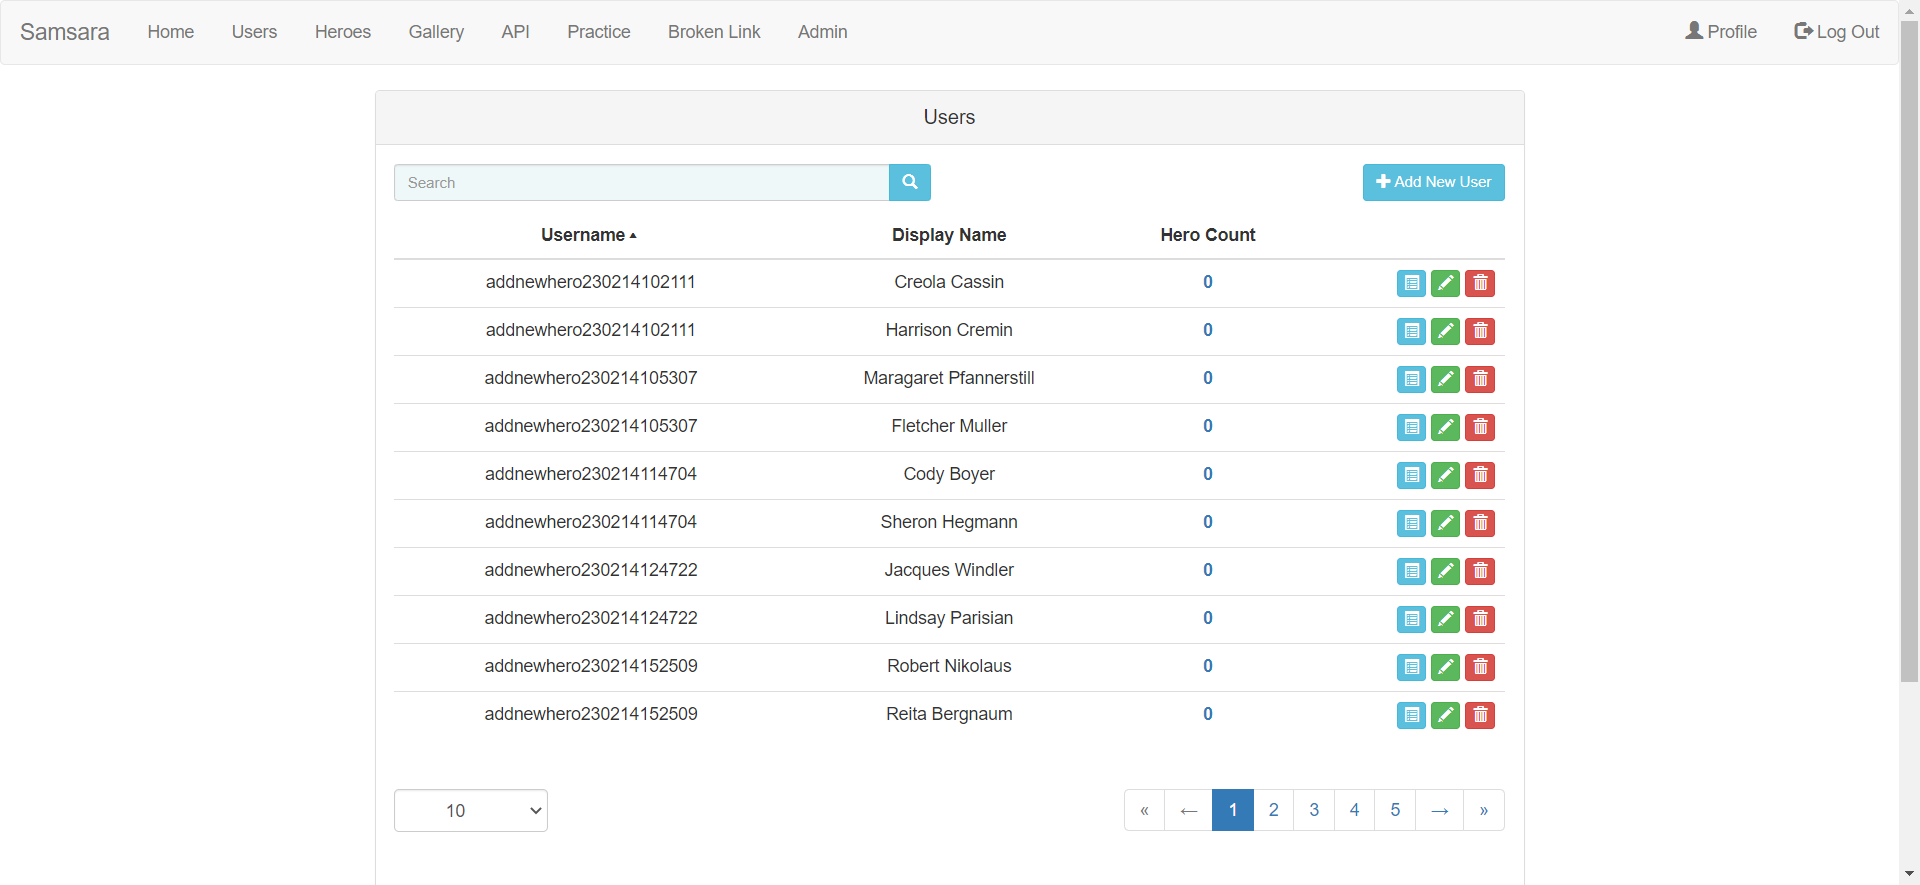 Samsara Home Users Heroes Gallery API Practice Broken Link Admin Profile Log Out
Users
Search Add New User
Username Display Name Hero Count
addnewhero230214102111 Creola Cassin 0
addnewhero230214102111 Harrison Cremin 0
addnewhero230214105307 Maragaret Pfannerstill 0
addnewhero230214105307 Fletcher Muller 0
addnewhero230214114704 Cody Boyer 0
addnewhero230214114704 Sheron Hegmann 0
addnewhero230214124722 Jacques Windler 0
addnewhero230214124722 Lindsay Parisian 0
addnewhero230214152509 Robert Nikolaus 0
addnewhero230214152509 Reita Bergnaum 0
10 « ← 1 2 3 4 5 → »